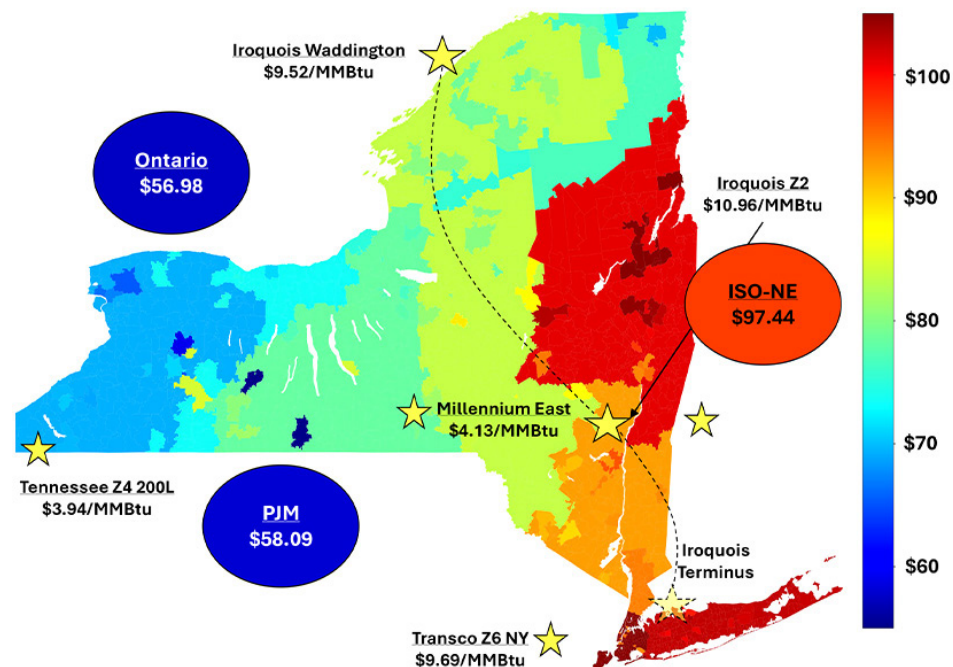 Iroquois Waddington
$9.52/MMBtu
Ontario
$56.98
Iroquois Z2
$10.96/MMBtu
ISO-NE
$97.44
Millennium East
$4.13/MMBtu
Tennessee Z4 200L
$3.94/MMBtu
PJM
$58.09
Iroquois
Terminus
Transco Z6 NY
$9.69/MMBtu
$100
$90
$80
$70
$60